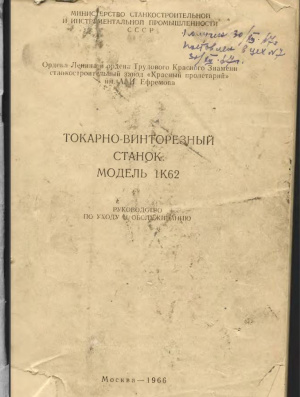 МИНИСТЕРСТВО СТАНКОСТРОИТЕЛЬНОЙ
И ИНСТРУМЕНТАЛЬНОЙ ПРОМЫШЛЕННОСТИ
СССР
Ордена Ленина и ордена Трудового Красного Знамени
станкостроительный завод «Красный пролетарий»
им. А. И. Ефремова
ТОКАРНО-ВИНТОРЕЗНЫЙ
СТАНОК
МОДЕЛЬ 1К62
РУКОВОДСТВО
ПО УХОДУ И ОБСЛУЖИВАНИЮ
Москва—1966